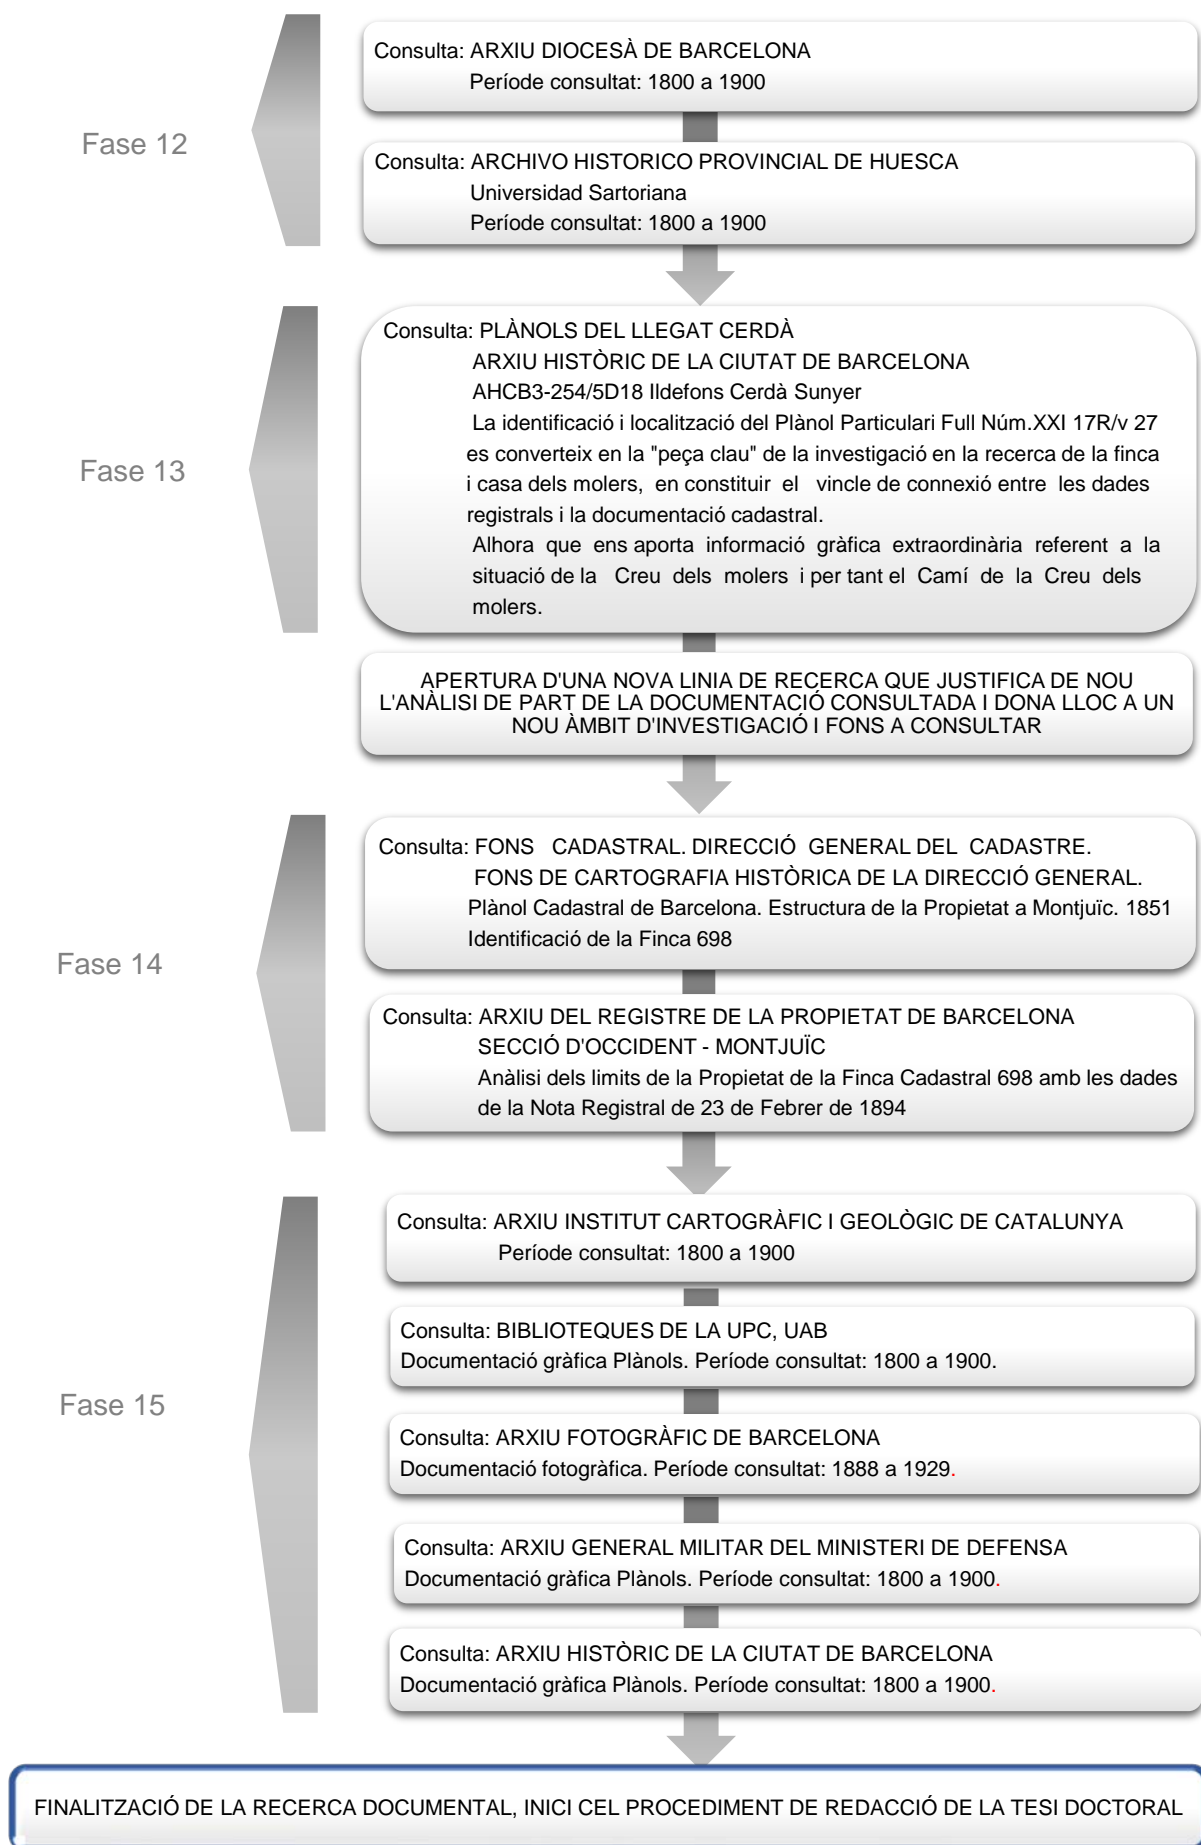 Fase 12
Consulta: ARXIU DIOCESÀ DE BARCELONA
Període consultat: 1800 a 1900
Consulta: ARCHIVO HISTORICO PROVINCIAL DE HUESCA
Universidad Sartoriana
Període consultat: 1800 a 1900
Fase 13
Consulta: PLÀNOLS DEL LLEGAT CERDÀ
ARXIU HISTÒRIC DE LA CIUTAT DE BARCELONA
AHCB3-254/5D18 Ildefons Cerdà Sunyer
La identificació i localització del Plànol Particulari Full Núm.XXI 17R/v 27
es converteix en la "peça clau" de la investigació en la recerca de la finca
i casa dels molers, en constituir el vincle de connexió entre les dades
registrals i la documentació cadastral.
Alhora que ens aporta informació gràfica extraordinària referent a la
situació de la Creu dels molers i per tant el Camí de la Creu dels
molers.
APERTURA D'UNA NOVA LINIA DE RECERCA QUE JUSTIFICA DE NOU
L'ANÀLISI DE PART DE LA DOCUMENTACIÓ CONSULTADA I DONA LLOC A UN
NOU ÀMBIT D'INVESTIGACIÓ I FONS A CONSULTAR
Fase 14
Consulta: FONS CADASTRAL. DIRECCIÓ GENERAL DEL CADASTRE.
FONS DE CARTOGRAFIA HISTÒRICA DE LA DIRECCIÓ GENERAL.
Plànol Cadastral de Barcelona. Estructura de la Propietat a Montjuïc. 1851
Identificació de la Finca 698
Consulta: ARXIU DEL REGISTRE DE LA PROPIETAT DE BARCELONA
SECCIÓ D'OCCIDENT - MONTJUÏC
Anàlisi dels limits de la Propietat de la Finca Cadastral 698 amb les dades
de la Nota Registral de 23 de Febrer de 1894
Fase 15
Consulta: ARXIU INSTITUT CARTOGRÀFIC I GEOLÒGIC DE CATALUNYA
Període consultat: 1800 a 1900
Consulta: BIBLIOTEQUES DE LA UPC, UAB
Documentació gràfica Plànols. Període consultat: 1800 a 1900.
Consulta: ARXIU FOTOGRÀFIC DE BARCELONA
Documentació fotogràfica. Període consultat: 1888 a 1929.
Consulta: ARXIU GENERAL MILITAR DEL MINISTERI DE DEFENSA
Documentació gràfica Plànols. Període consultat: 1800 a 1900.
Consulta: ARXIU HISTÒRIC DE LA CIUTAT DE BARCELONA
Documentació gràfica Plànols. Període consultat: 1800 a 1900.
FINALITZACIÓ DE LA RECERCA DOCUMENTAL, INICI CEL PROCEDIMENT DE REDACCIÓ DE LA TESI DOCTORAL